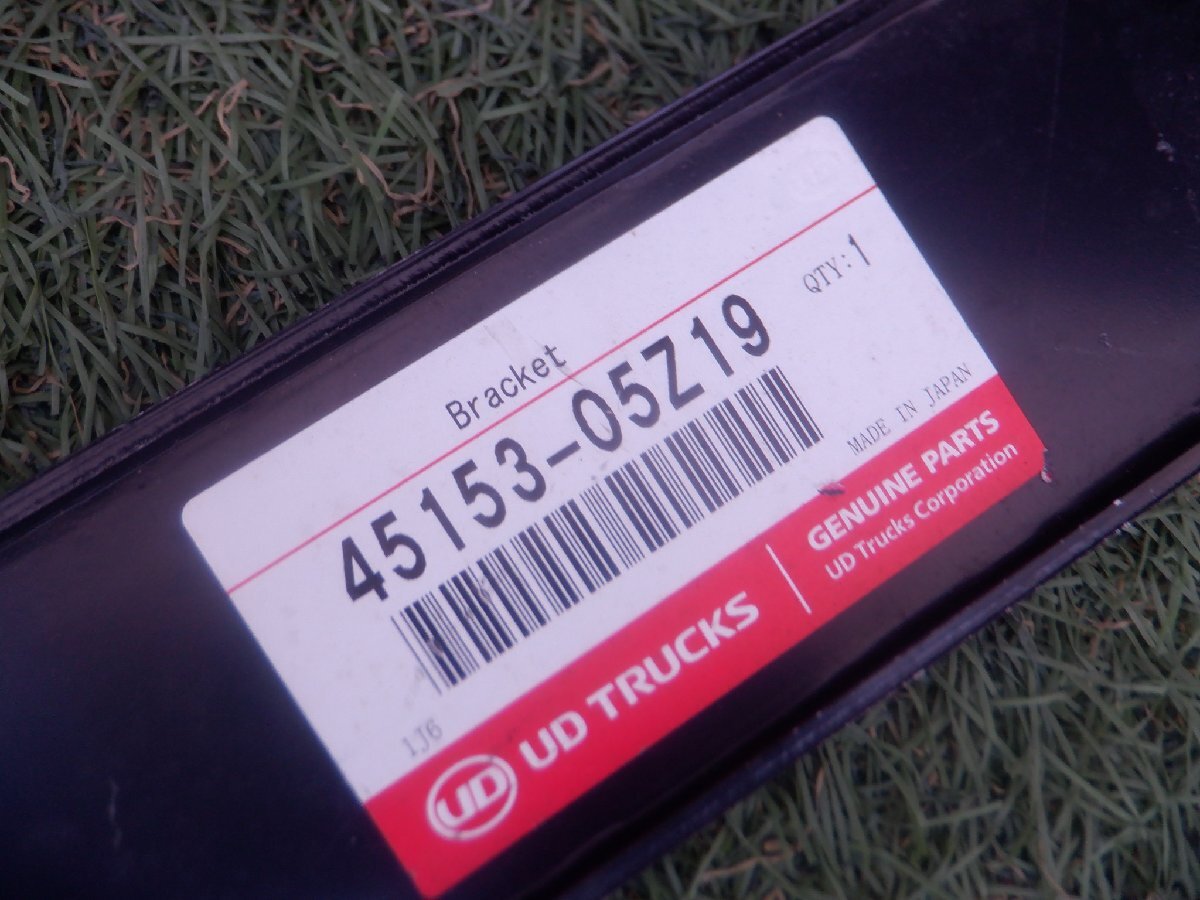 Bracket
45153-05Z19
QTY:1
MADE IN JAPAN
1J6
UD UD TRUCKS
GENUINE PARTS
UD Trucks Corporation